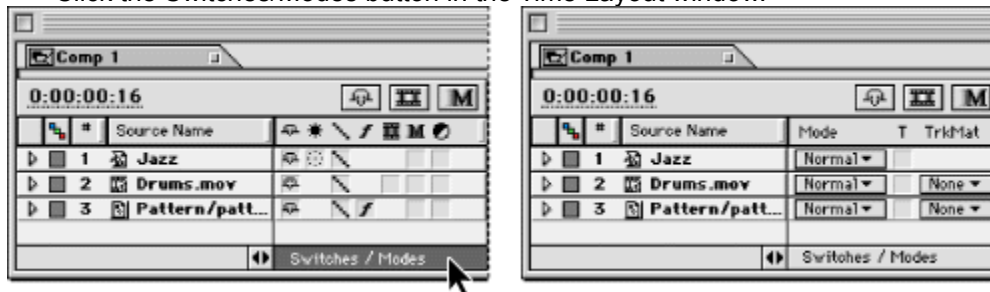 Click the Switches/Modes button in the Time Layout window.
Comp 1
0:00:00:16 M
# Source Name M
1 Jazz
2 Drums.mov
3 Pattern/patt...
Switches / Modes
Comp 1
0:00:00:16 M
# Source Name Mode T TrkMat
1 Jazz Normal
2 Drums.mov Normal None
3 Pattern/patt... Normal None
Switches / Modes